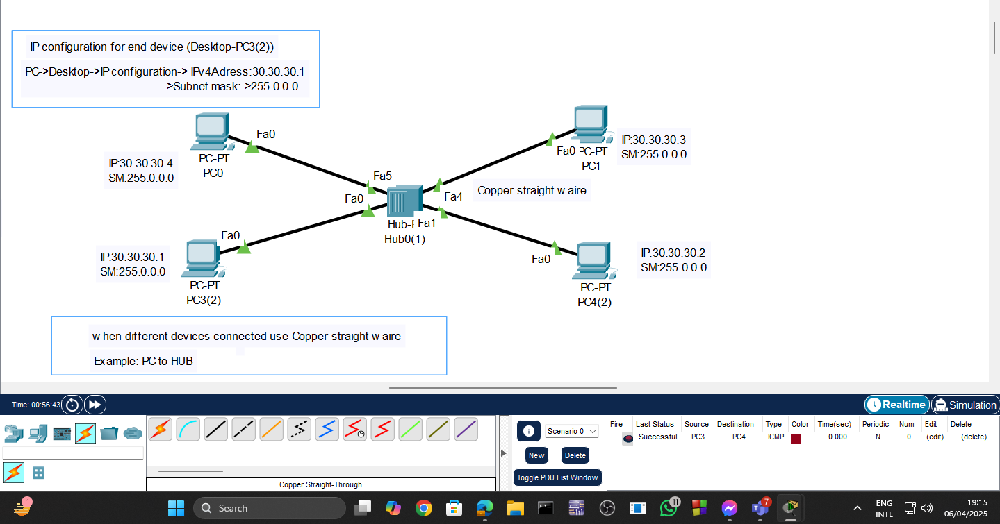 IP configuration for end device (Desktop-PC3(2))
PC->Desktop->IP configuration-> IPv4Adress:30.30.30.1
->Subnet mask:->255.0.0.0
Fa0
PC-PT
PC0
IP:30.30.30.4
SM:255.0.0.0
Fa0
PC-PT
PC1
IP:30.30.30.3
SM:255.0.0.0
Fa5
Fa0
Fa4
Copper straight w aire
Hub-
Fa1
Hub0(1)
Fa0
IP:30.30.30.1
SM:255.0.0.0
PC-PT
PC3(2)
Fa0
IP:30.30.30.2
SM:255.0.0.0
PC-PT
PC4(2)
w hen different devices connected use Copper straight w aire
Example: PC to HUB
Time: 00:56:43
Realtime
Simulation
Scenario 0
New
Delete
Toggle PDU List Window
Fire Last Status Source Destination Type Color Time(sec) Periodic Num Edit Delete
Successful PC3 PC4 ICMP 0.000 N 0 (edit) (delete)
Copper Straight-Through
1
Search
11
7
ENG
INTL
19:15
06/04/2025